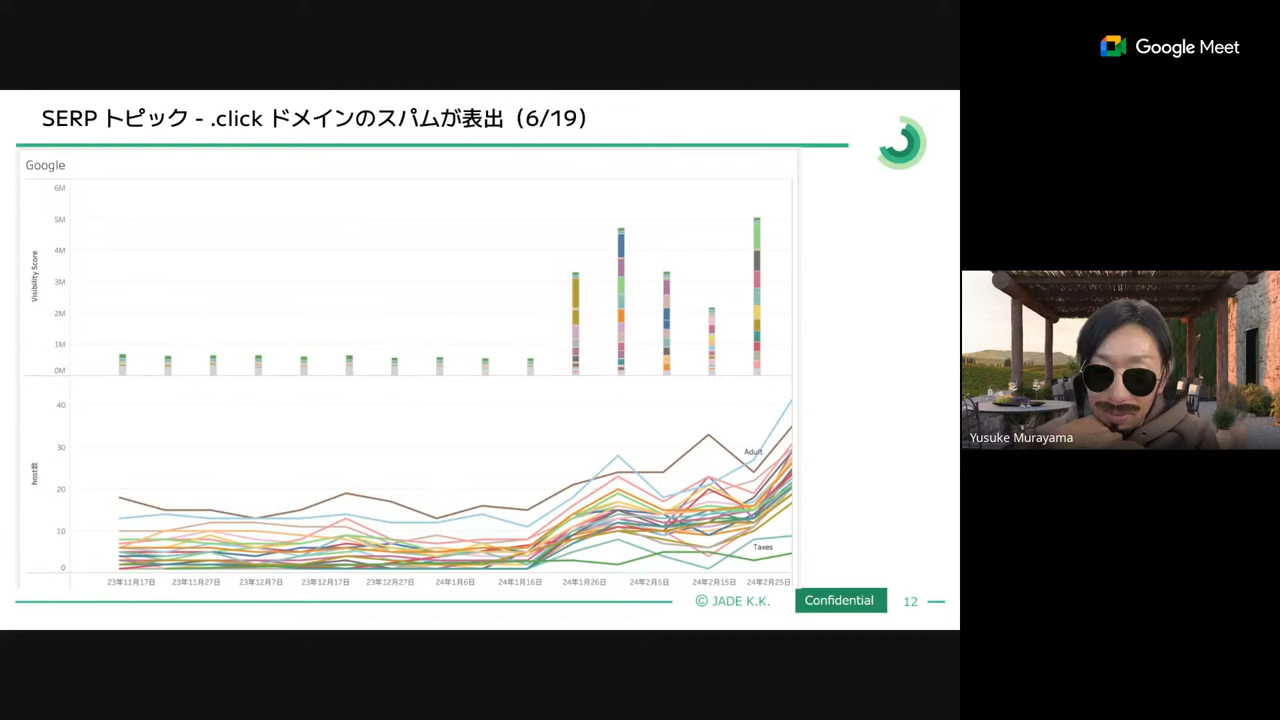 Google Meet
SERP トピック - .click ドメインのスパムが表出（6/19）
Google
6M
5M
4M
3M
2M
1M
0M
Visibility Score
40
30
20
10
0
host数
Adult
Taxes
23年11月17日 23年11月27日 23年12月7日 23年12月17日 23年12月27日 24年1月6日 24年1月16日 24年1月26日 24年2月5日 24年2月15日 24年2月25日
© JADE K.K. Confidential 12
Yusuke Murayama